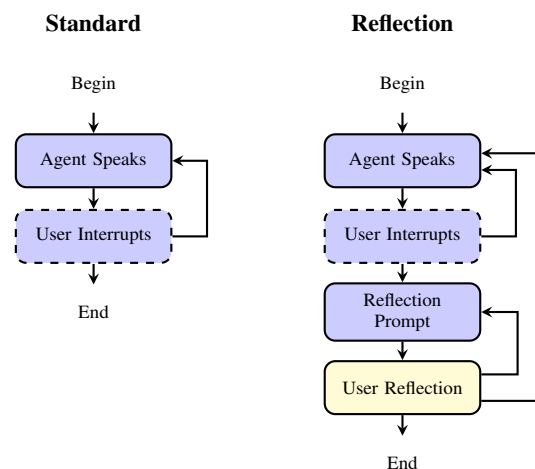 Standard
Begin
Agent Speaks
User Interrupts
End
Reflection
Begin
Agent Speaks
User Interrupts
Reflection
Prompt
User Reflection
End